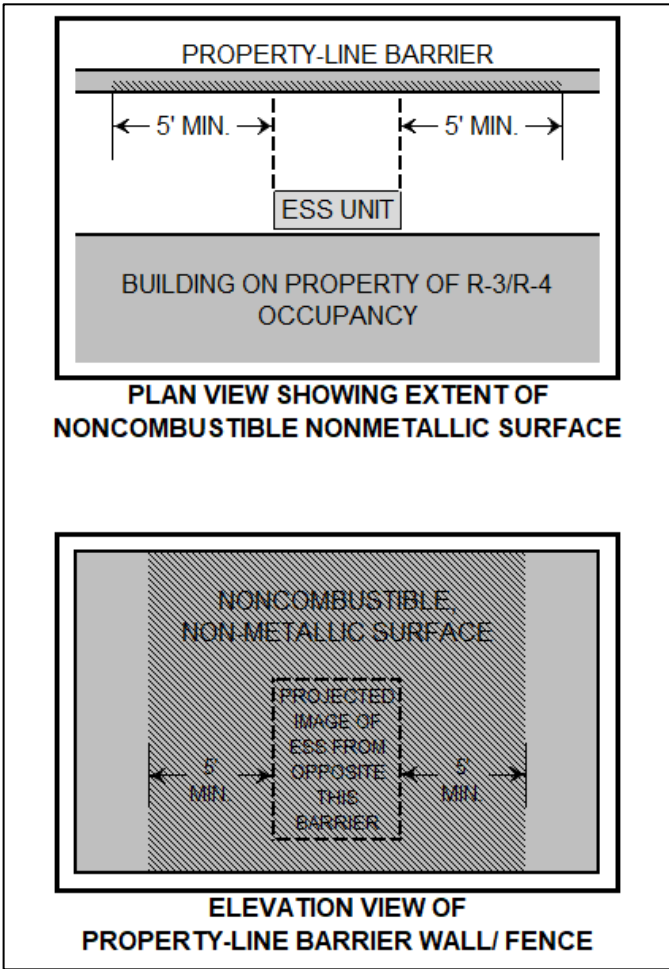 PROPERTY-LINE BARRIER
5' MIN.
5' MIN.
ESS UNIT
BUILDING ON PROPERTY OF R-3/R-4
OCCUPANCY
PLAN VIEW SHOWING EXTENT OF
NONCOMBUSTIBLE NONMETALLIC SURFACE
NONCOMBUSTIBLE,
NON-METALLIC SURFACE
PROJECTED
IMAGE OF
ESS FROM
OPPOSITE
THIS
BARRIER
5'
MIN.
5'
MIN.
ELEVATION VIEW OF
PROPERTY-LINE BARRIER WALL/ FENCE